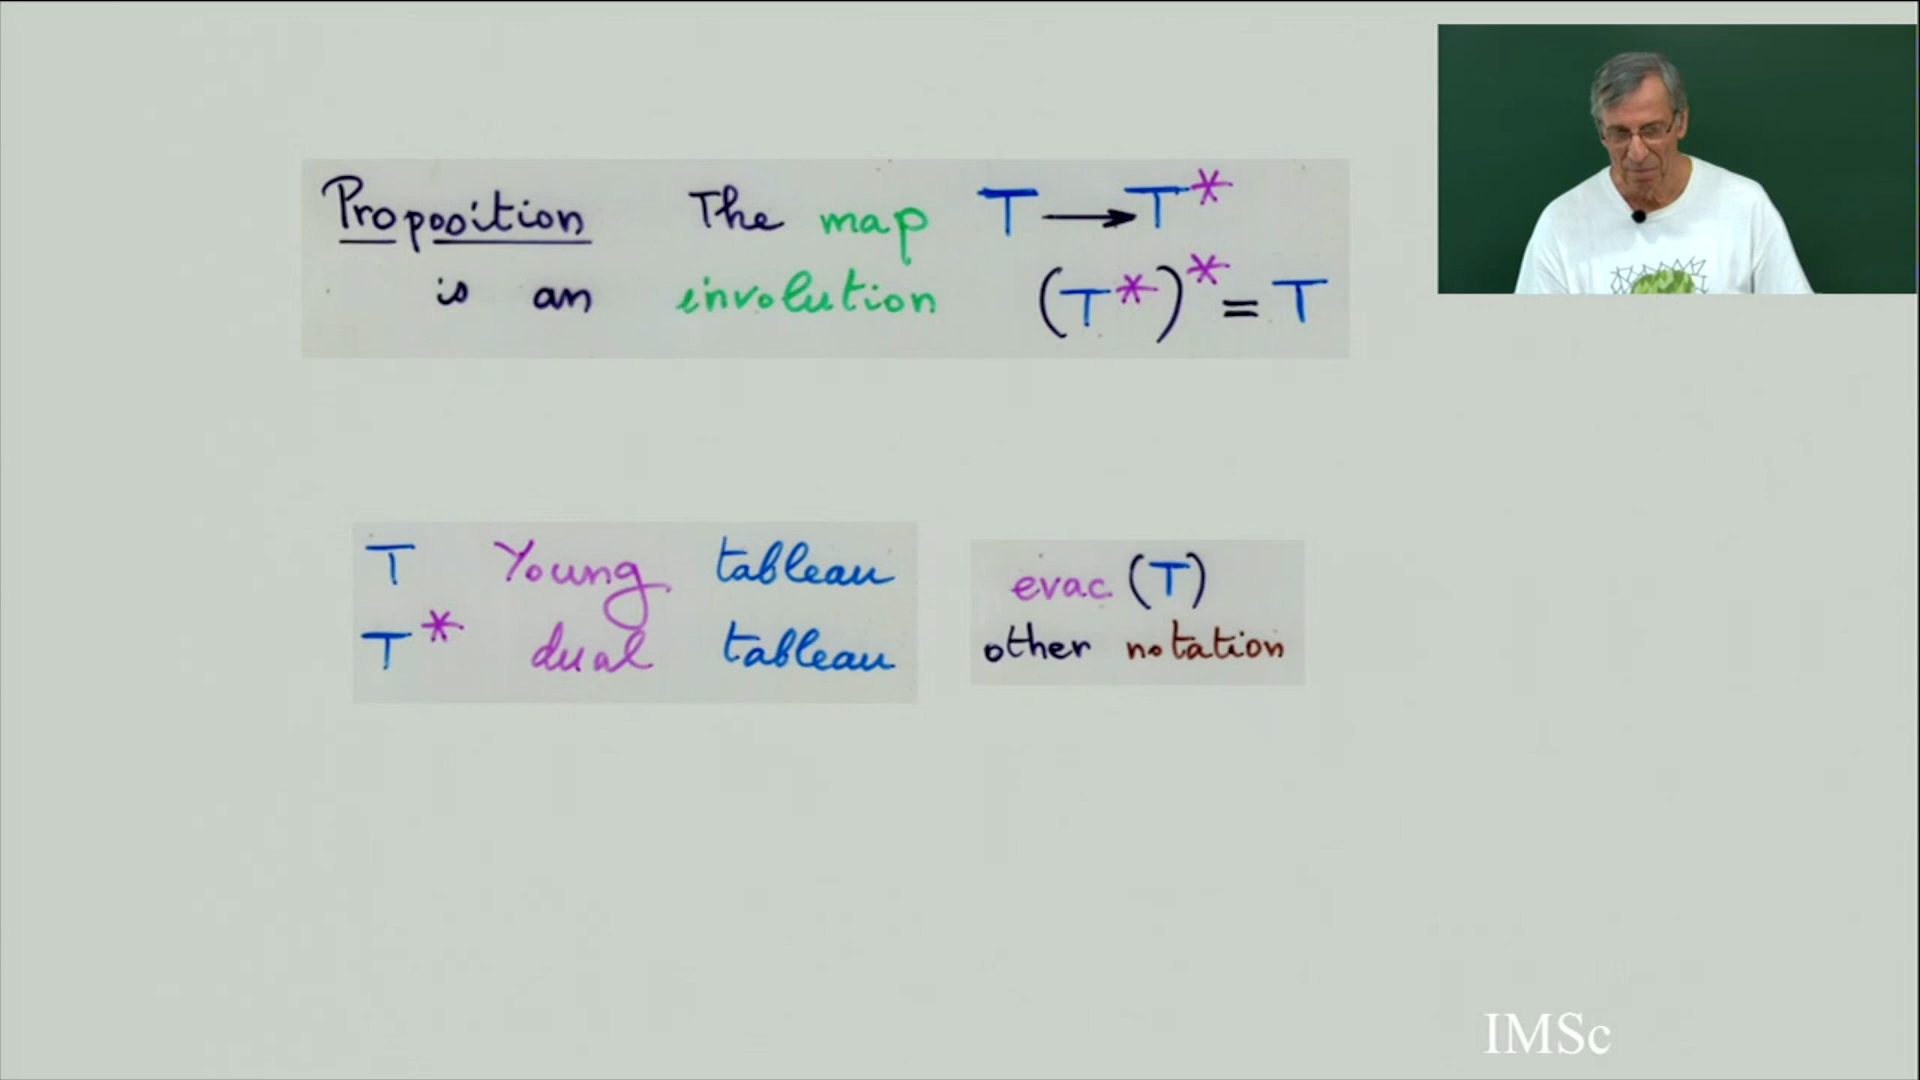 Proposition The map T → T*
is an involution (T*)* = T
T Young tableau
T* dual tableau
evac (T)
other notation
IMSc